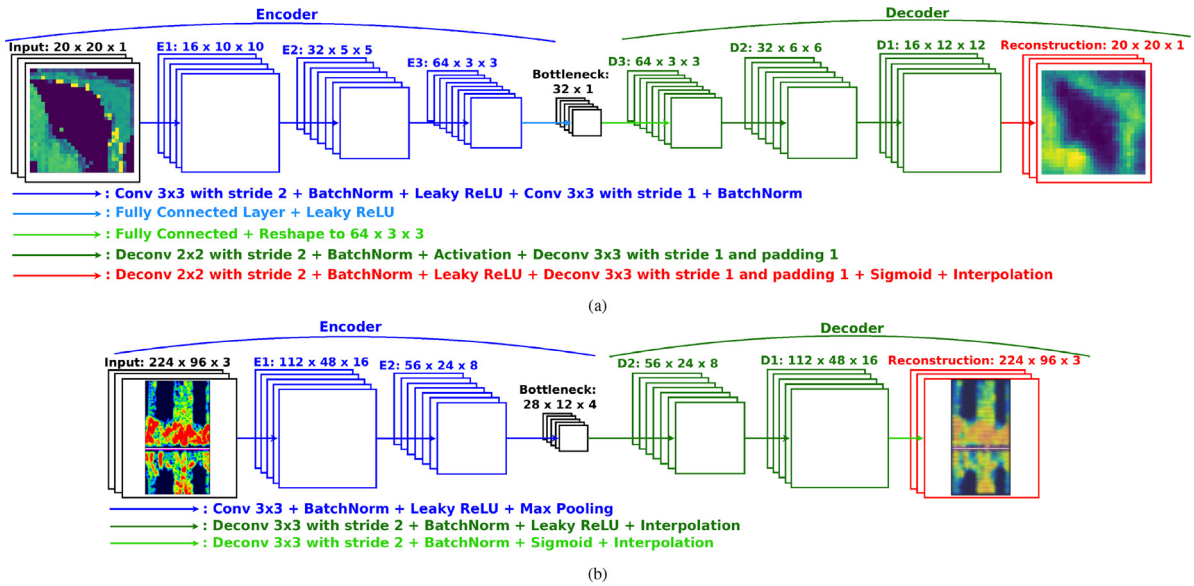 Encoder
Decoder
Input: 20 x 20 x 1
E1: 16 x 10 x 10
E2: 32 x 5 x 5
E3: 64 x 3 x 3
Bottleneck:
32 x 1
D3: 64 x 3 x 3
D2: 32 x 6 x 6
D1: 16 x 12 x 12
Reconstruction: 20 x 20 x 1
: Conv 3x3 with stride 2 + BatchNorm + Leaky ReLU + Conv 3x3 with stride 1 + BatchNorm
: Fully Connected Layer + Leaky ReLU
: Fully Connected + Reshape to 64 x 3 x 3
: Deconv 2x2 with stride 2 + BatchNorm + Activation + Deconv 3x3 with stride 1 and padding 1
: Deconv 2x2 with stride 2 + BatchNorm + Leaky ReLU + Deconv 3x3 with stride 1 and padding 1 + Sigmoid + Interpolation
(a)
Encoder
Decoder
Input: 224 x 96 x 3
E1: 112 x 48 x 16
E2: 56 x 24 x 8
Bottleneck:
28 x 12 x 4
D2: 56 x 24 x 8
D1: 112 x 48 x 16
Reconstruction: 224 x 96 x 3
: Conv 3x3 + BatchNorm + Leaky ReLU + Max Pooling
: Deconv 3x3 with stride 2 + BatchNorm + Leaky ReLU + Interpolation
: Deconv 3x3 with stride 2 + BatchNorm + Sigmoid + Interpolation
(b)